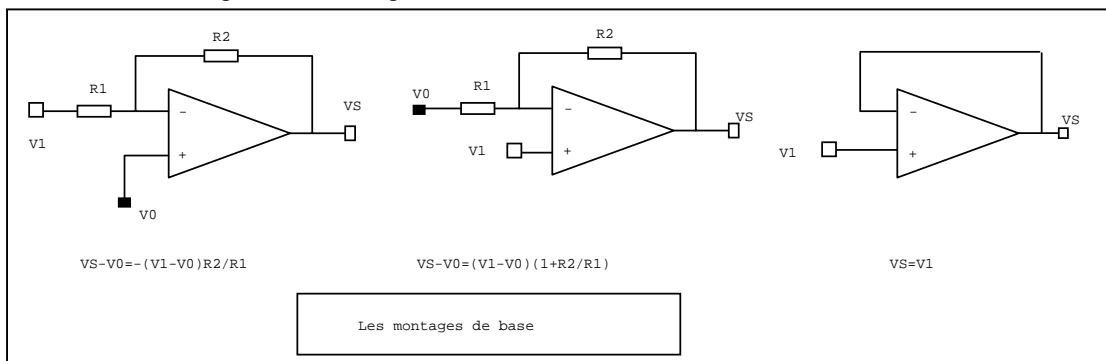 R2
R1
V1
−
+
V0
VS
VS-V0=-(V1-V0)R2/R1
R2
V0
R1
V1
−
+
VS
VS-V0=(V1-V0)(1+R2/R1)
V1
−
+
VS
VS=V1
Les montages de base